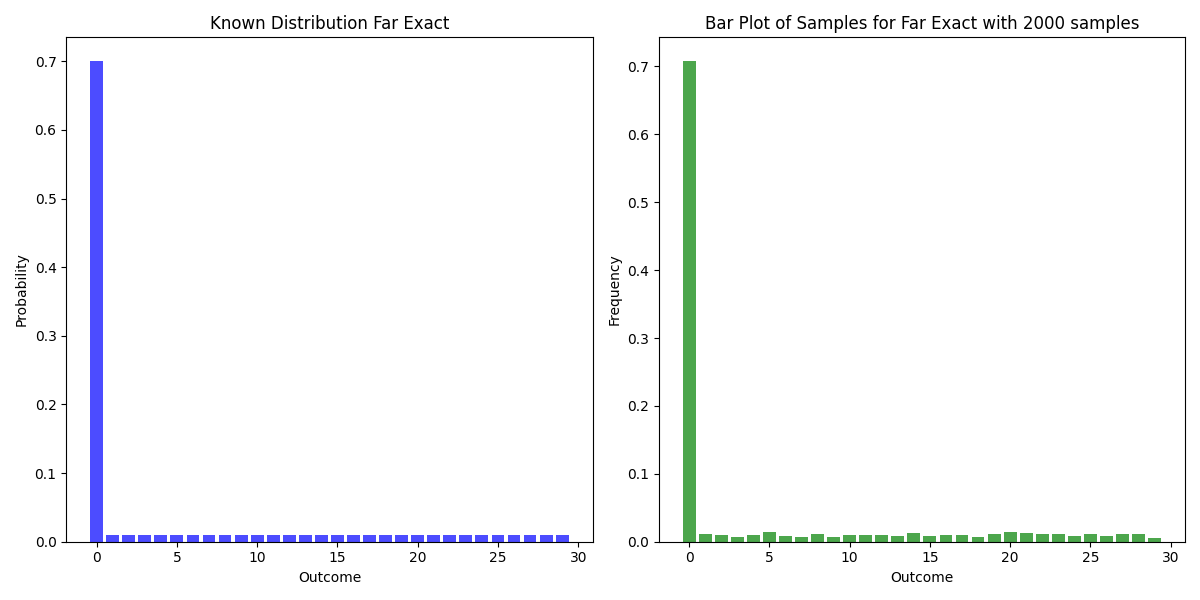 Known Distribution Far Exact
0.7
0.6
0.5
0.4
0.3
0.2
0.1
0.0
Probability
0 5 10 15 20 25 30
Outcome
Bar Plot of Samples for Far Exact with 2000 samples
0.7
0.6
0.5
0.4
0.3
0.2
0.1
0.0
Frequency
0 5 10 15 20 25 30
Outcome